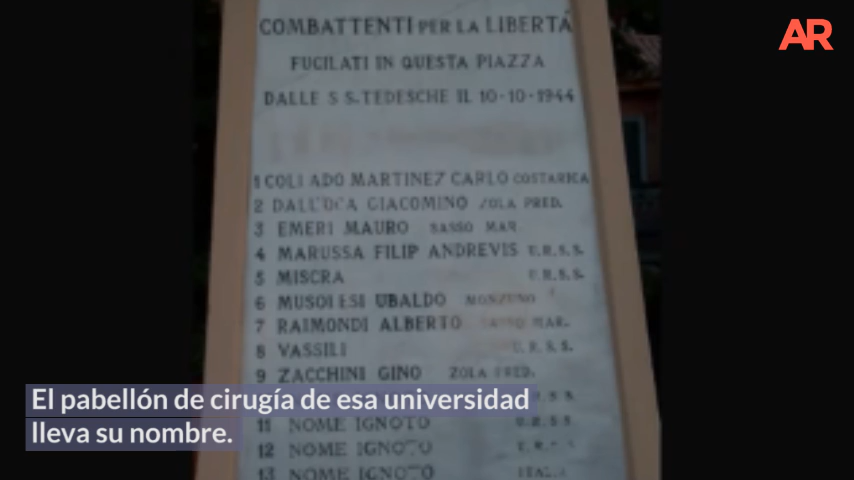 AR
COMBATTENTI PER LA LIBERTÀ
FUCILATI IN QUESTA PIAZZA
DALLE S S. TEDESCHE IL 10-10-1944
1 COLLADO MARTINEZ CARLO COSTARICA
2 DALL'OCA GIACOMINO ZOLA PRED.
3 EMERI MAURO SASSO MAR.
4 MARUSSA FILIP ANDREVIS U.R.S.S.
5 MISCRA U.R.S.S.
6 MUSOLESI UBALDO MONZUNO
7 RAIMONDI ALBERTO SASSO MAR.
8 VASSILI U.R.S.S.
9 ZACCHINI GINO ZOLA PRED.
El pabellón de cirugía de esa universidad
lleva su nombre.
11 NOME IGNOTO U.R.S.S.
12 NOME IGNOTO U.R.S.S.
13 NOME IGNOTO ITALIA